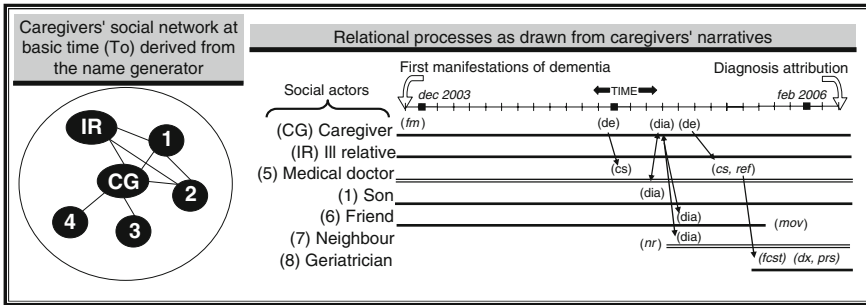 Caregivers' social network at
basic time (To) derived from
the name generator
IR
1
CG
2
4
3
Relational processes as drawn from caregivers' narratives
First manifestations of dementia
Diagnosis attribution
Social actors
TIME
dec 2003
feb 2006
(fm)
(de)
(dia)
(de)
(CG) Caregiver
(IR) Ill relative
(cs)
(cs, ref)
(5) Medical doctor
(dia)
(1) Son
(6) Friend
(dia)
(mov)
(7) Neighbour
(nr)
(dia)
(8) Geriatrician
(fcst)
(dx, prs)